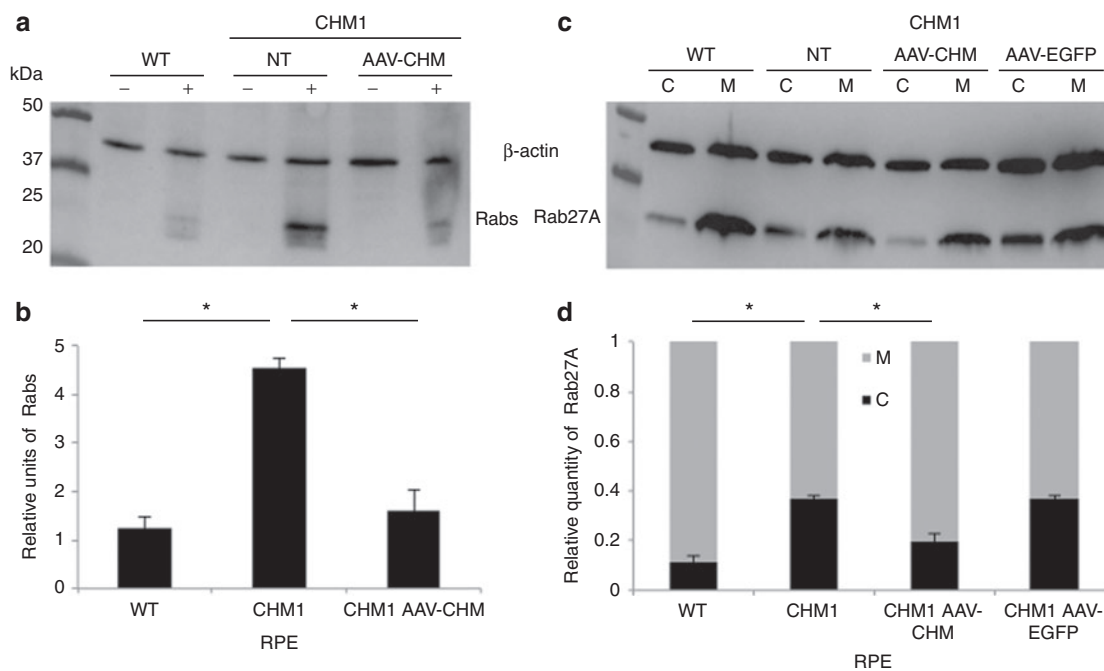 a
CHM1
WT NT AAV-CHM
kDa
− + − + − +
50
37
25
20
β-actin
Rabs
c
CHM1
WT NT AAV-CHM AAV-EGFP
C M C M C M C M
Rab27A
b
* *
Relative units of Rabs
5
4
3
2
1
0
WT CHM1 CHM1 AAV-CHM
RPE
d
* *
Relative quantity of Rab27A
1
0.8
0.6
0.4
0.2
0
M
C
WT CHM1 CHM1 AAV- CHM1 AAV-
CHM EGFP
RPE